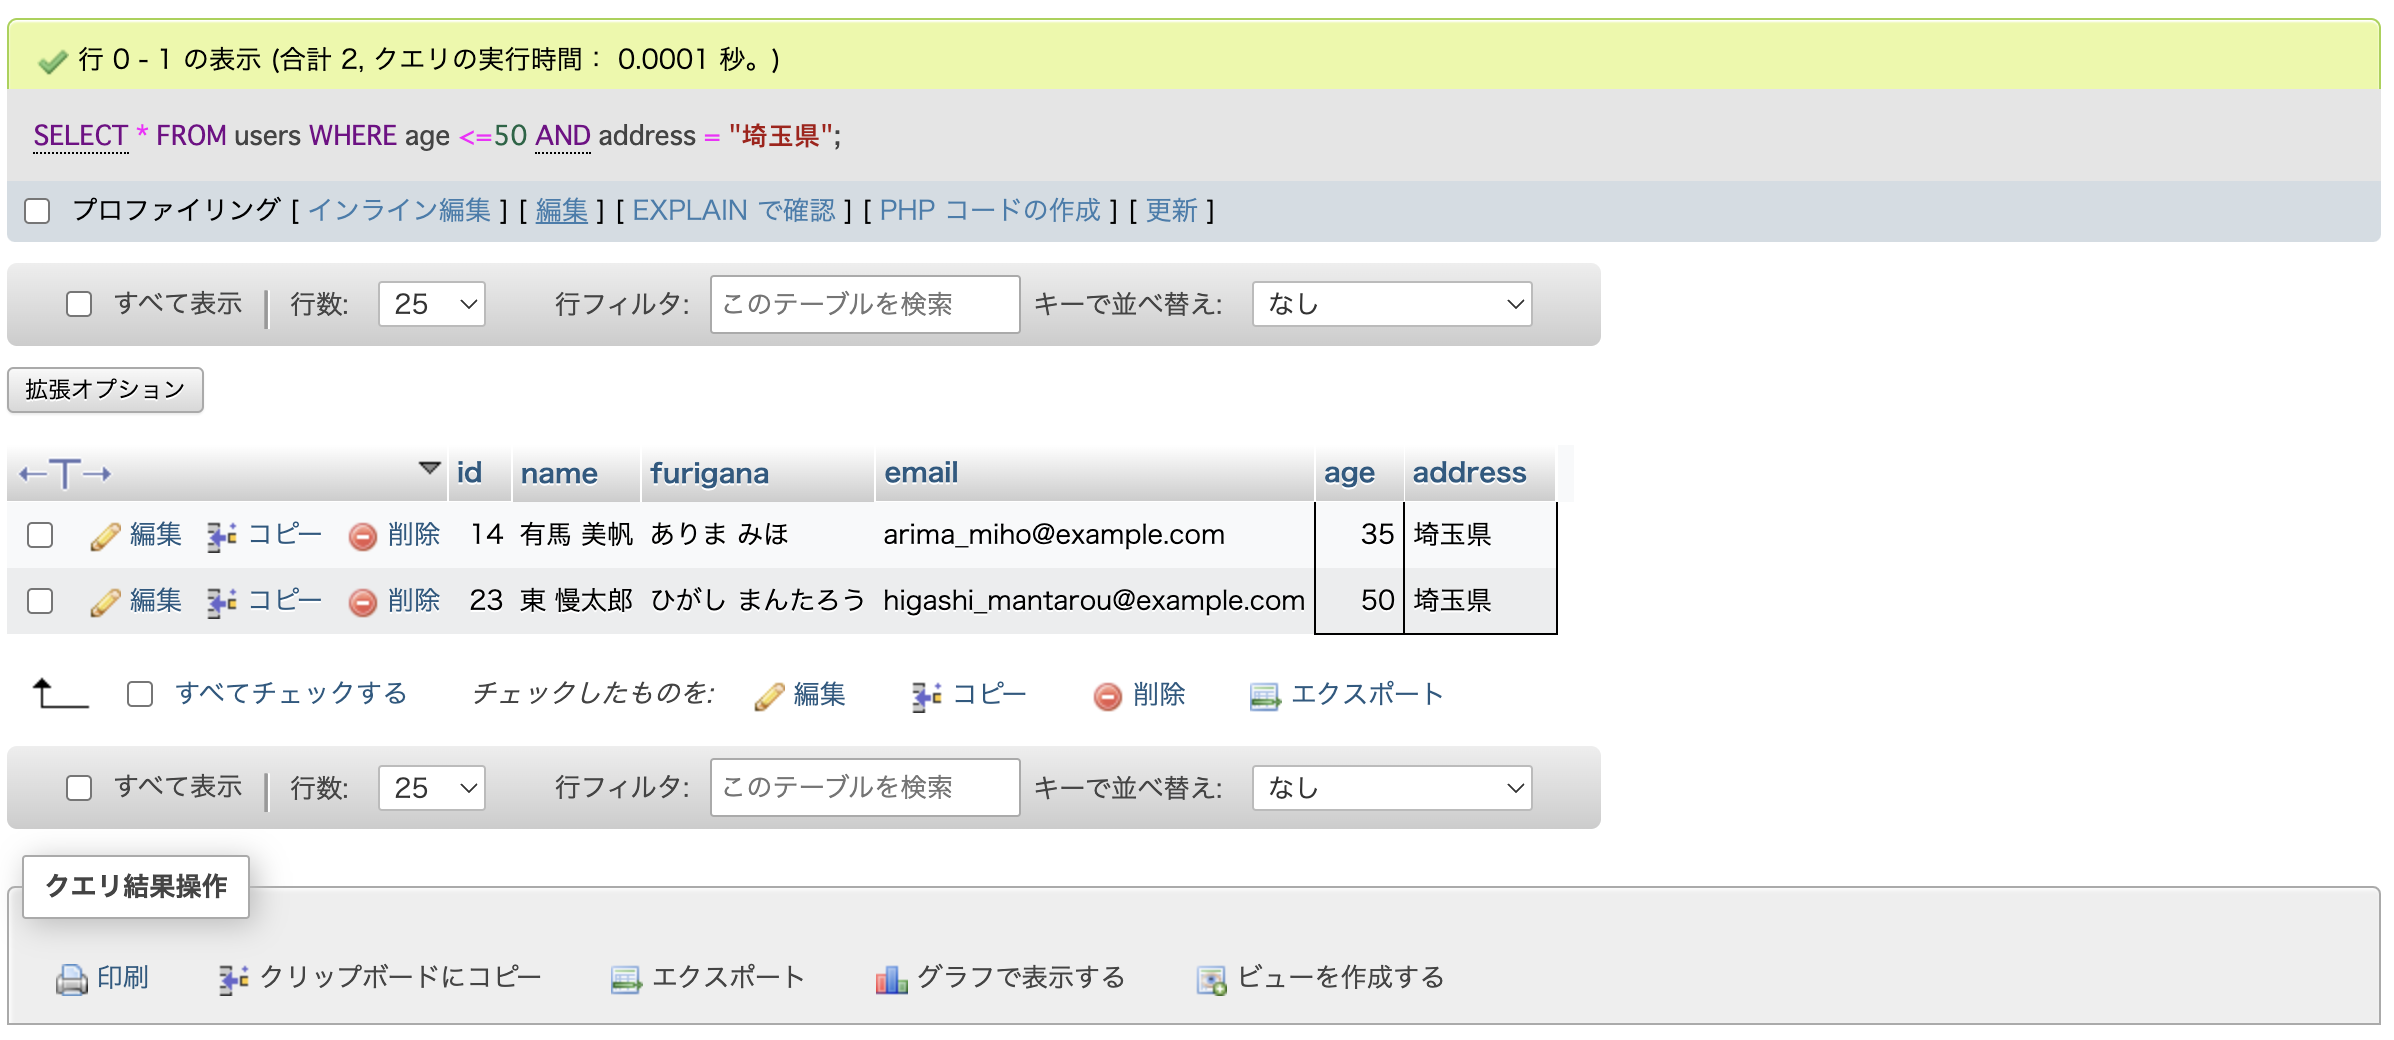 行 0 - 1 の表示 (合計 2, クエリの実行時間： 0.0001 秒。)
SELECT * FROM users WHERE age <=50 AND address = "埼玉県";
プロファイリング [ インライン編集 ] [ 編集 ] [ EXPLAIN で確認 ] [ PHP コードの作成 ] [ 更新 ]
すべて表示 行数: 25 行フィルタ: このテーブルを検索 キーで並べ替え: なし
拡張オプション
←T→ id name furigana email age address
編集 コピー 削除 14 有馬 美帆 ありま みほ arima_miho@example.com 35 埼玉県
編集 コピー 削除 23 東 慢太郎 ひがし まんたろう higashi_mantarou@example.com 50 埼玉県
すべてチェックする チェックしたものを: 編集 コピー 削除 エクスポート
すべて表示 行数: 25 行フィルタ: このテーブルを検索 キーで並べ替え: なし
クエリ結果操作
印刷 クリップボードにコピー エクスポート グラフで表示する ビューを作成する